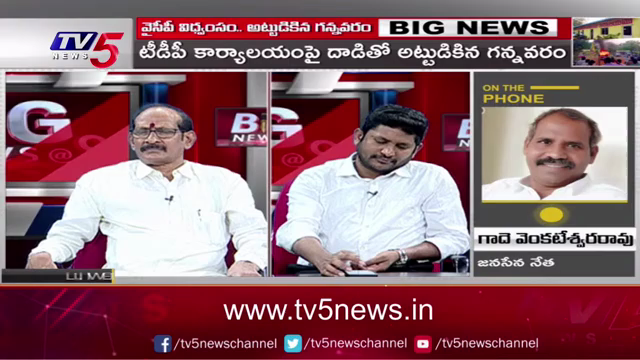 వైసీపీ విధ్వంసం.. అట్టుడికిన గన్నవరం
BIG NEWS
TV5
NEWS
టీడీపీ కార్యాలయంపై దాడితో అట్టుడికిన గన్నవరం
ON THE
PHONE
గాదె వెంకటేశ్వరరావు
జనసేన నేత
www.tv5news.in
/tv5newschannel
/tv5newschannel
/tv5newschannel